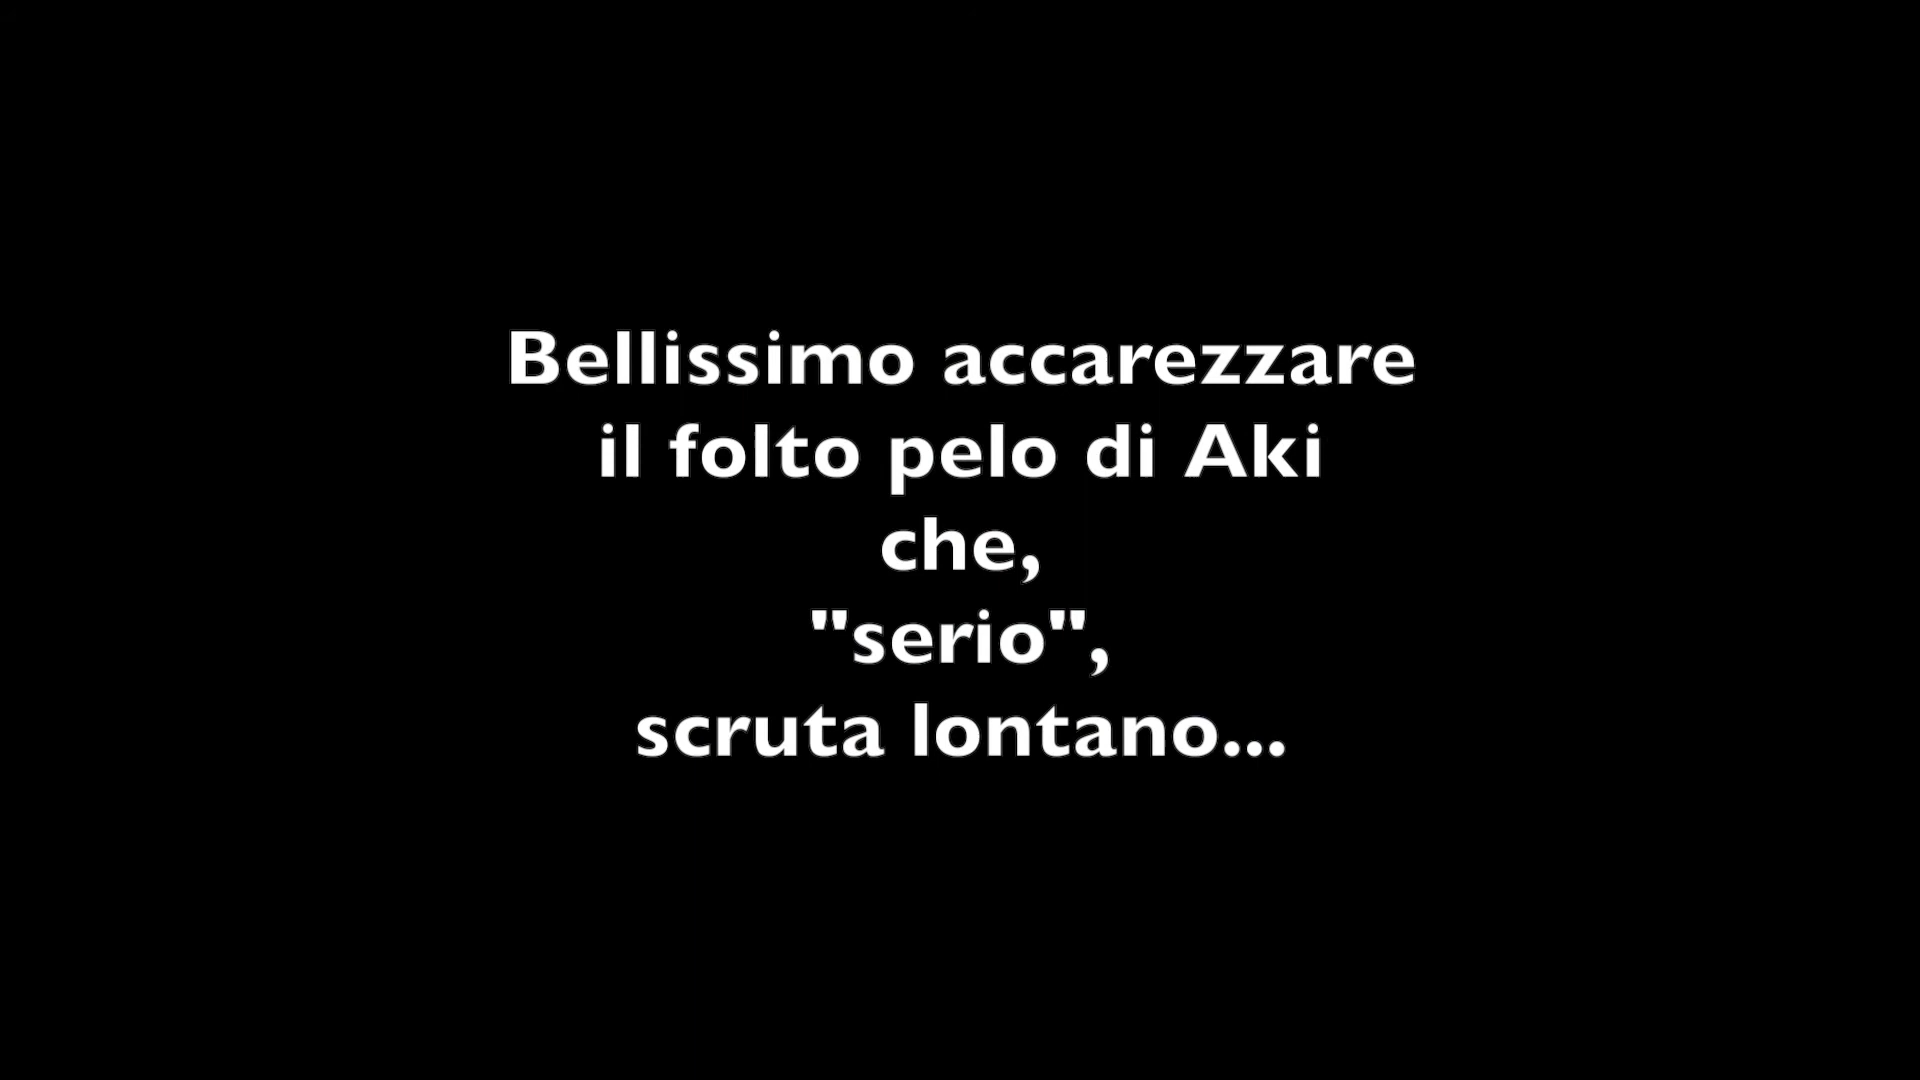 Bellissimo accarezzare
il folto pelo di Aki
che,
"serio",
scruta lontano...